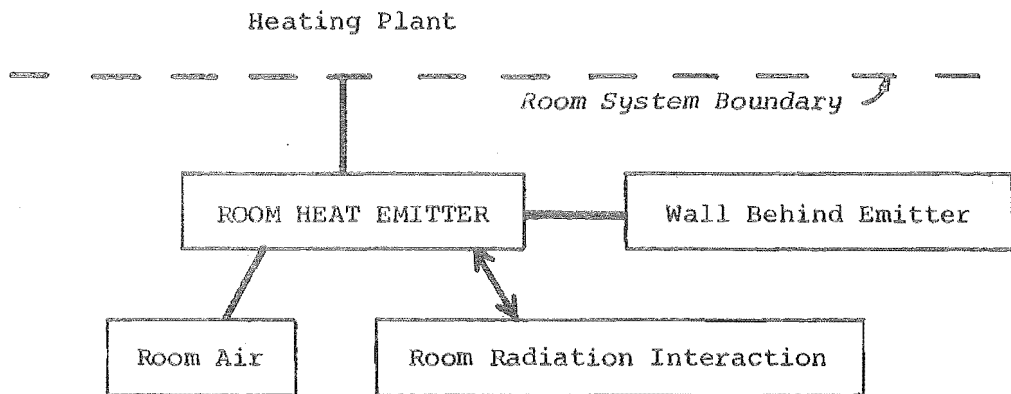 Heating Plant
Room System Boundary
ROOM HEAT EMITTER
Wall Behind Emitter
Room Air
Room Radiation Interaction